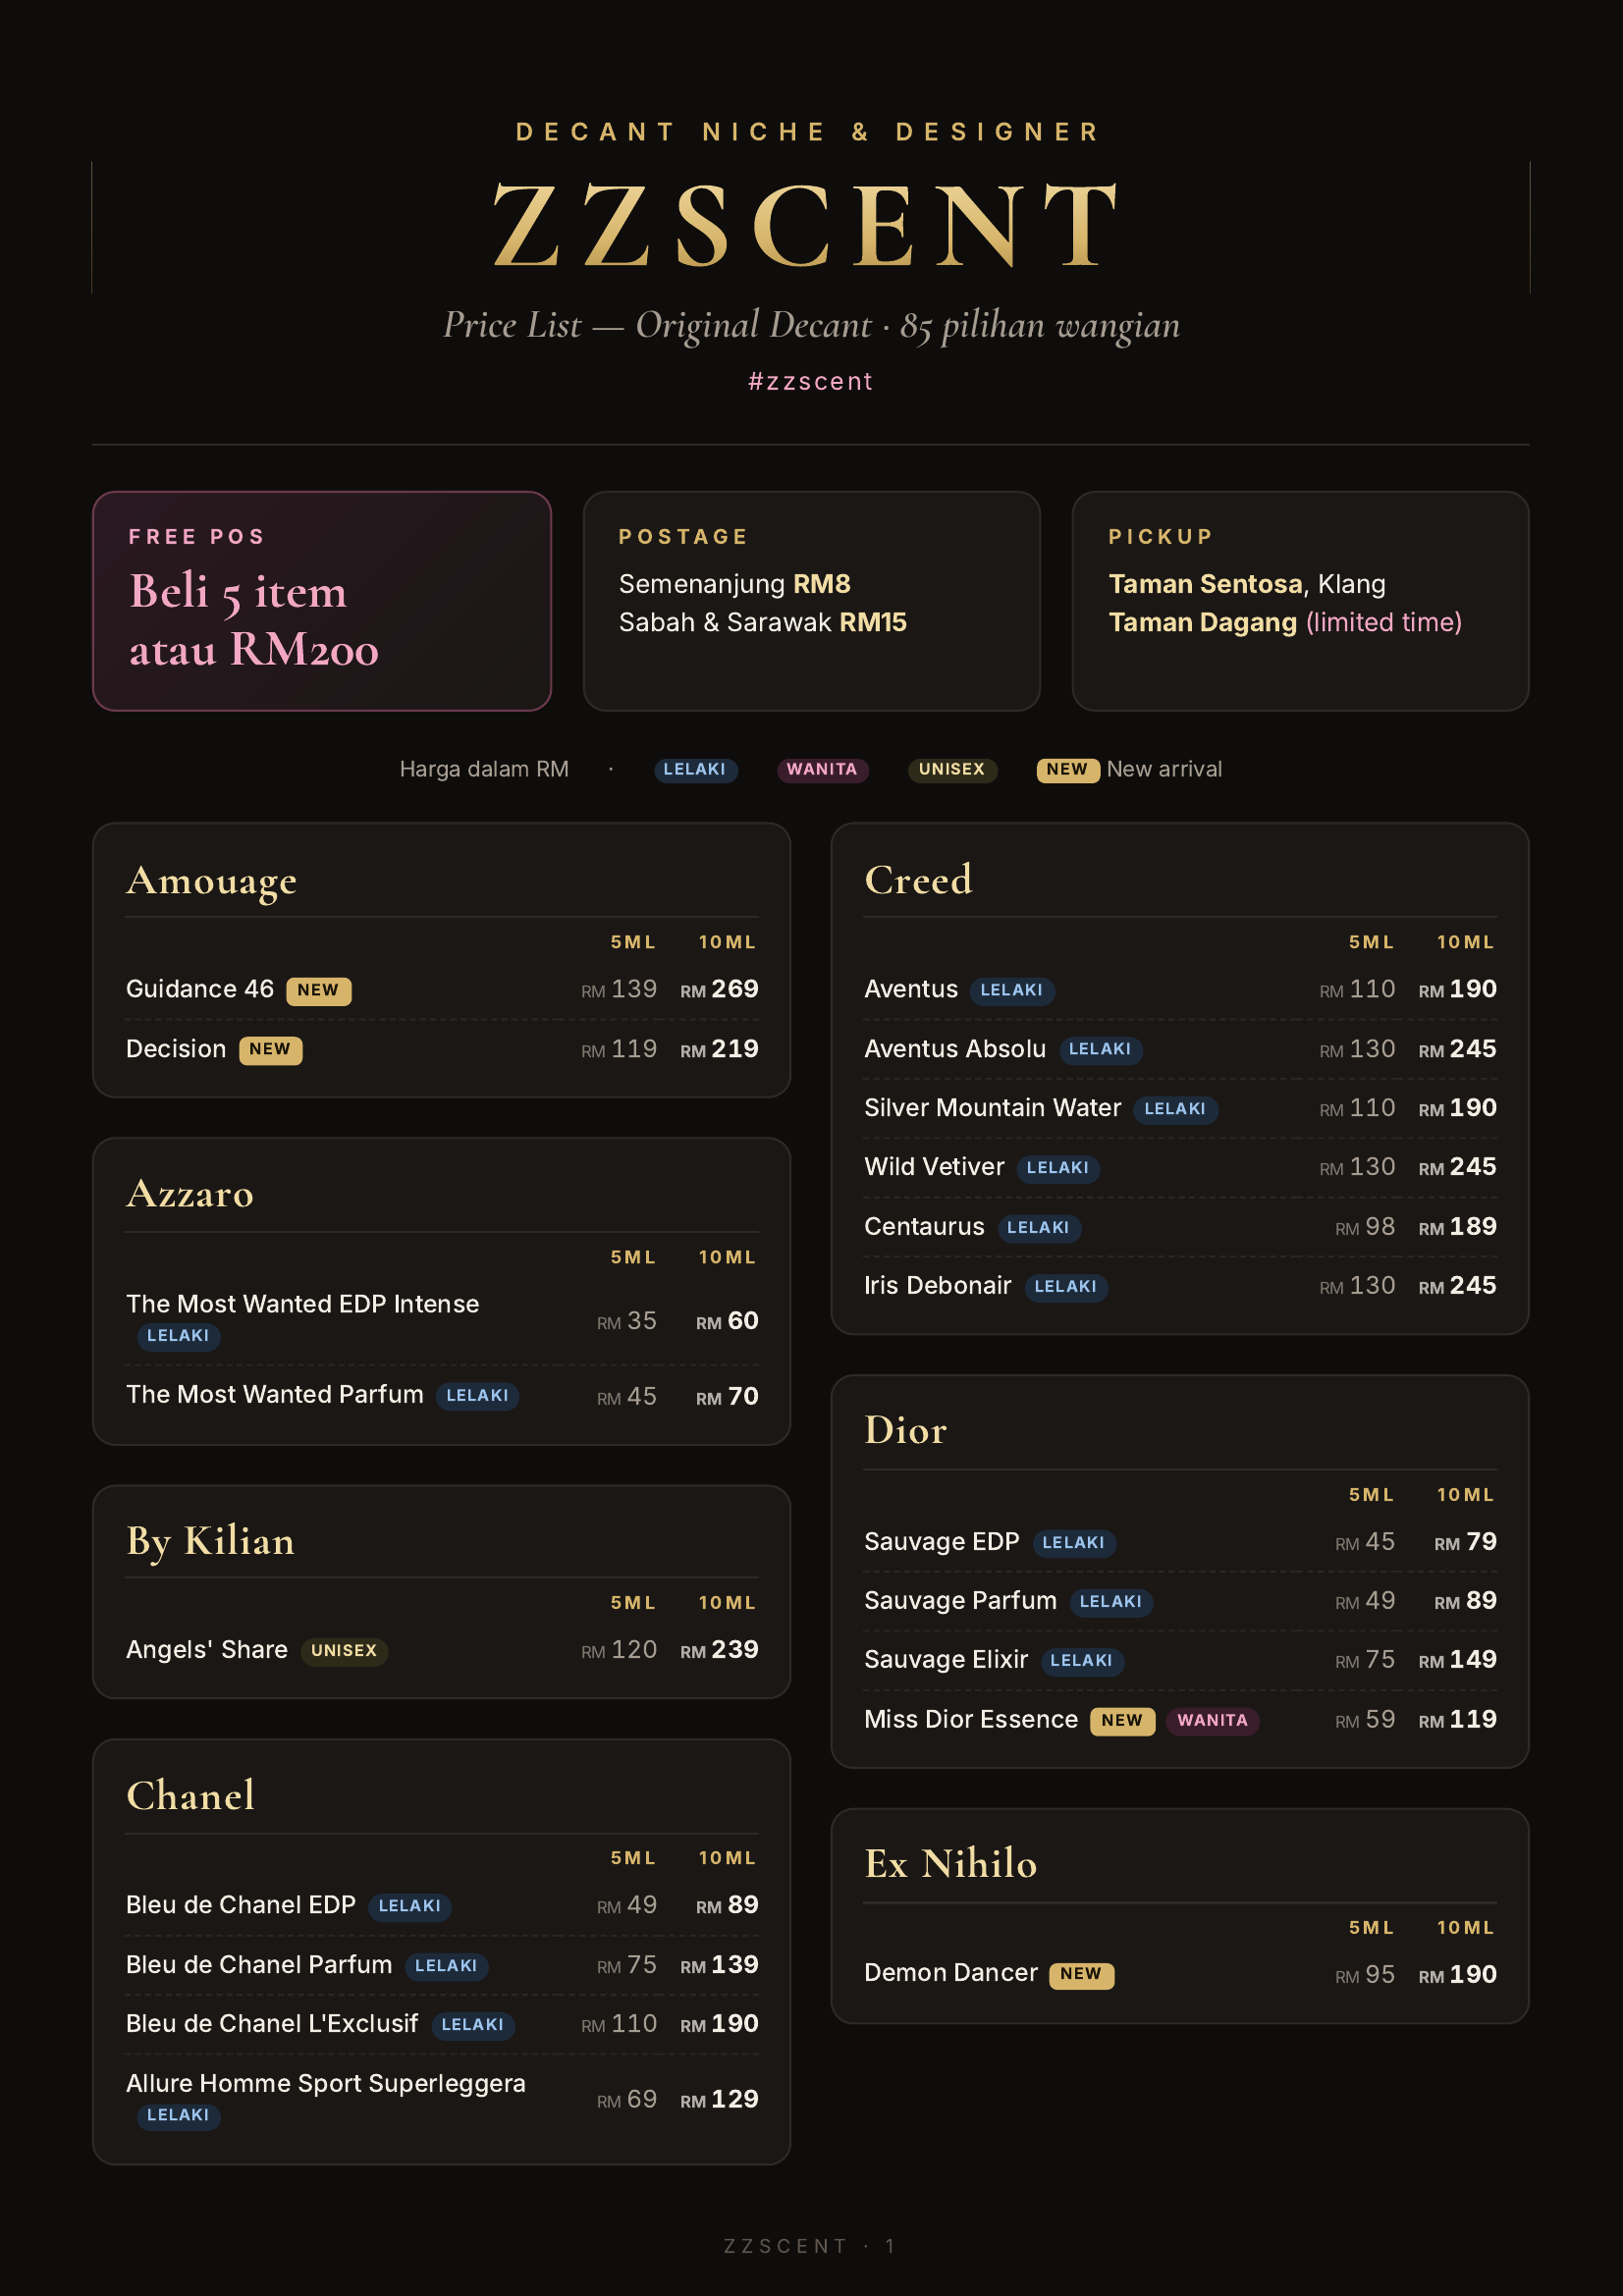 DECANT NICHE & DESIGNER
ZZSCENT
Price List — Original Decant · 85 pilihan wangian
#zzscent
FREE POS
Beli 5 item
atau RM200
POSTAGE
Semenanjung RM8
Sabah & Sarawak RM15
PICKUP
Taman Sentosa, Klang
Taman Dagang (limited time)
Harga dalam RM · LELAKI WANITA UNISEX NEW New arrival
Amouage
5ML 10ML
Guidance 46 NEW RM 139 RM 269
Decision NEW RM 119 RM 219
Azzaro
5ML 10ML
The Most Wanted EDP Intense
LELAKI RM 35 RM 60
The Most Wanted Parfum LELAKI RM 45 RM 70
By Kilian
5ML 10ML
Angels' Share UNISEX RM 120 RM 239
Chanel
5ML 10ML
Bleu de Chanel EDP LELAKI RM 49 RM 89
Bleu de Chanel Parfum LELAKI RM 75 RM 139
Bleu de Chanel L'Exclusif LELAKI RM 110 RM 190
Allure Homme Sport Superleggera
LELAKI RM 69 RM 129
Creed
5ML 10ML
Aventus LELAKI RM 110 RM 190
Aventus Absolu LELAKI RM 130 RM 245
Silver Mountain Water LELAKI RM 110 RM 190
Wild Vetiver LELAKI RM 130 RM 245
Centaurus LELAKI RM 98 RM 189
Iris Debonair LELAKI RM 130 RM 245
Dior
5ML 10ML
Sauvage EDP LELAKI RM 45 RM 79
Sauvage Parfum LELAKI RM 49 RM 89
Sauvage Elixir LELAKI RM 75 RM 149
Miss Dior Essence NEW WANITA RM 59 RM 119
Ex Nihilo
5ML 10ML
Demon Dancer NEW RM 95 RM 190
ZZSCENT · 1